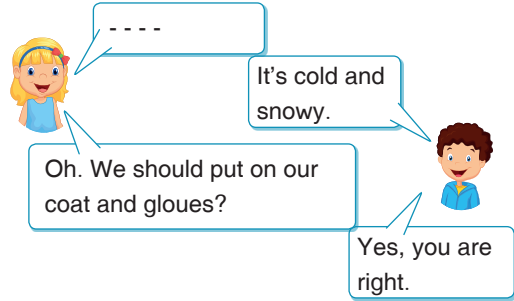 - - - -
It's cold and
snowy.
Oh. We should put on our
coat and gloues?
Yes, you are
right.